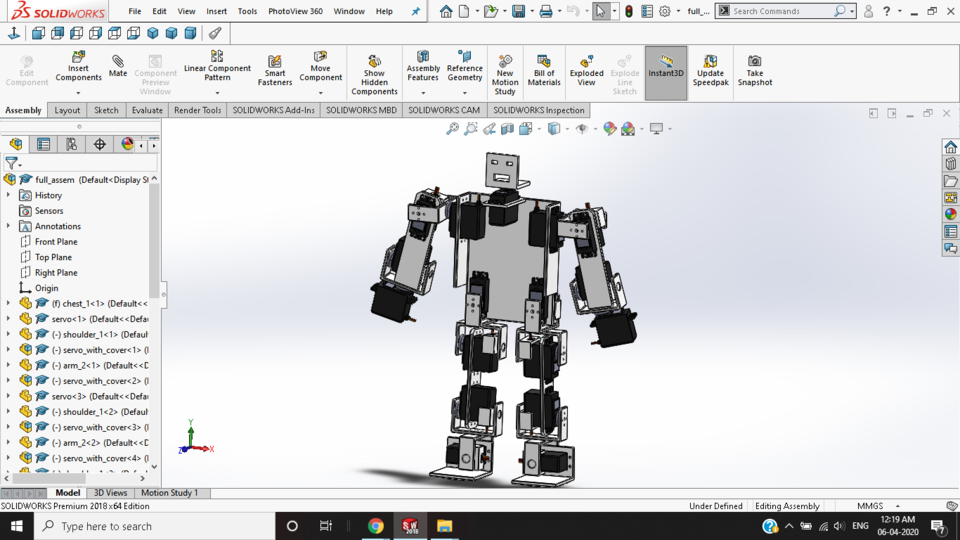 SOLIDWORKS File Edit View Insert Tools PhotoView 360 Window Help full_... Search Commands
Edit Component
Insert Components
Mate
Component Preview Window
Linear Component Pattern
Smart Fasteners
Move Component
Show Hidden Components
Assembly Features
Reference Geometry
New Motion Study
Bill of Materials
Exploded View
Explode Line Sketch
Instant3D
Update Speedpak
Take Snapshot
Assembly Layout Sketch Evaluate Render Tools SOLIDWORKS Add-Ins SOLIDWORKS MBD SOLIDWORKS CAM SOLIDWORKS Inspection
full_assem (Default<Display St
History
Sensors
Annotations
Front Plane
Top Plane
Right Plane
Origin
(f) chest_1<1> (Default<<
servo<1> (Default<<Defau
(-) shoulder_1<1> (Default
(-) servo_with_cover<1> (I
(-) arm_2<1> (Default<<D
(-) servo_with_cover<2> (I
servo<3> (Default<<Defau
(-) shoulder_1<2> (Default
(-) servo_with_cover<3> (I
(-) arm_2<2> (Default<<D
(-) servo_with_cover<4> (I
Y
Z X
Model 3D Views Motion Study 1
SOLIDWORKS Premium 2018 x64 Edition Under Defined Editing Assembly MMGS
Type here to search
SW 2018
ENG
12:19 AM
06-04-2020
7